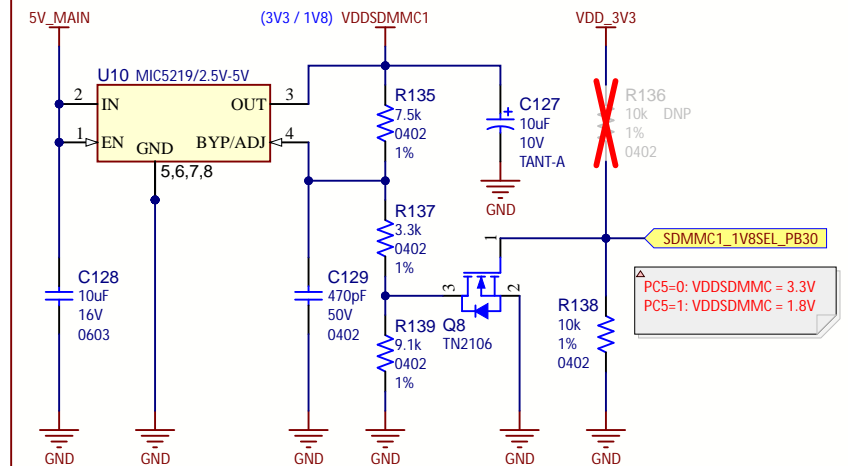 5V_MAIN
(3V3 / 1V8) VDDSDMMC1
VDD_3V3
U10 MIC5219/2.5V-5V
2 IN
OUT 3
1 EN
BYP/ADJ 4
GND
5,6,7,8
R135
7.5k
0402
1%
C127
10uF
10V
TANT-A
GND
R136
10k DNP
1%
0402
R137
3.3k
0402
1%
SDMMC1_1V8SEL_PB30
1
3
2
Q8
TN2106
PC5=0: VDDSDMMC = 3.3V
PC5=1: VDDSDMMC = 1.8V
C128
10uF
16V
0603
C129
470pF
50V
0402
R139
9.1k
0402
1%
R138
10k
1%
0402
GND
GND
GND
GND
GND
GND